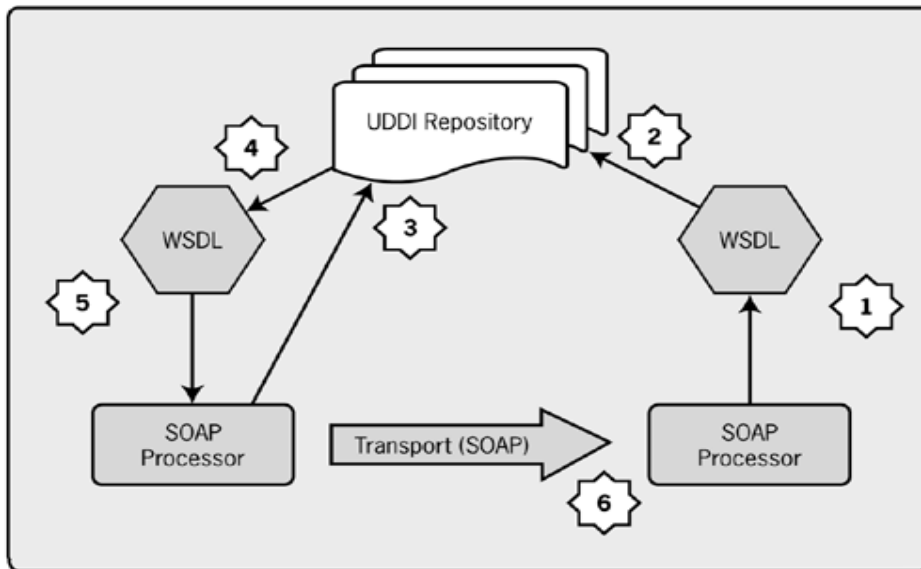 UDDI Repository
2
4
3
WSDL
WSDL
5
1
SOAP
Processor
Transport (SOAP)
SOAP
Processor
6